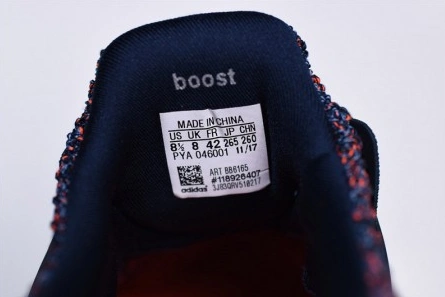 boost
MADE IN CHINA
US UK FR JP CHN
8½ 8 42 265 260
PYA 046001 11/17
ART BB6165
#118926407
adidas 3J83QRV510217